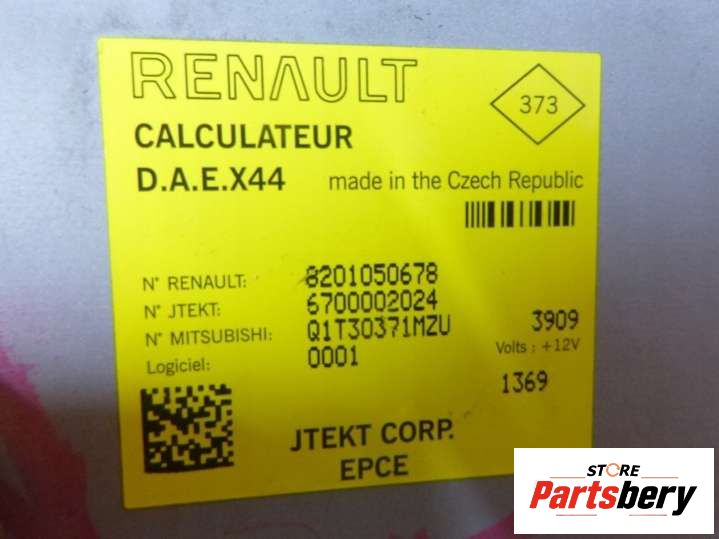 RENAULT
373
CALCULATEUR
D.A.E.X44 made in the Czech Republic
N° RENAULT: 8201050678
N° JTEKT: 6700002024
N° MITSUBISHI: Q1T30371MZU 3909
Logiciel: 0001 Volts : +12V
1369
JTEKT CORP.
EPCE
STORE
Partsbery